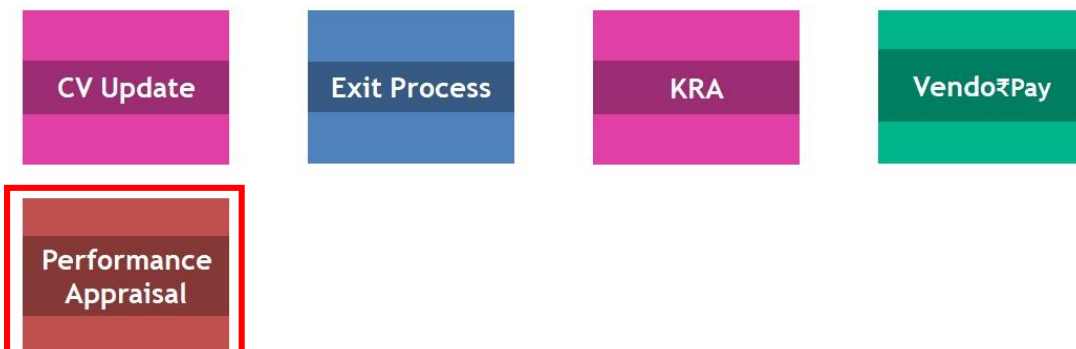 CV Update
Exit Process
KRA
Vendo₹Pay
Performance
Appraisal